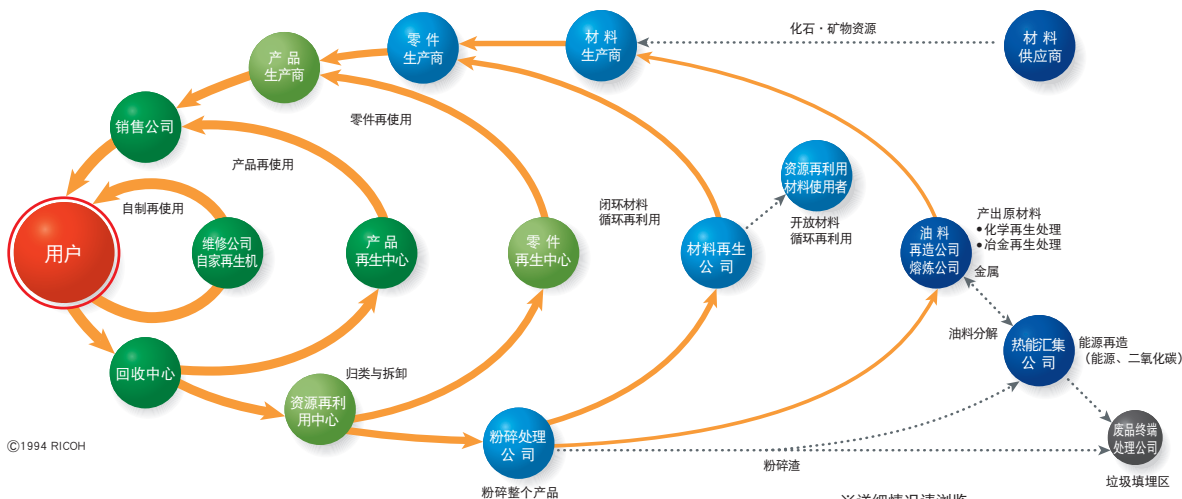 材 料
供应商
化石・矿物资源
材 料
生产商
零 件
生产商
产 品
生产商
销售公司
零件再使用
产品再使用
自制再使用
用户
维修公司
自家再生机
产 品
再生中心
零 件
再生中心
闭环材料
循环再利用
材料再生
公 司
资源再利用
材料使用者
开放材料
循环再利用
油 料
再造公司
熔炼公司
产出原材料
•化学再生处理
•冶金再生处理
金属
油料分解
热能汇集
公 司
能源再造
（能源、二氧化碳）
回收中心
归类与拆卸
资源再利
用中心
粉碎处理
公 司
粉碎整个产品
粉碎渣
废品终端
处理公司
垃圾填埋区
©1994 RICOH
※详细情况请浏览